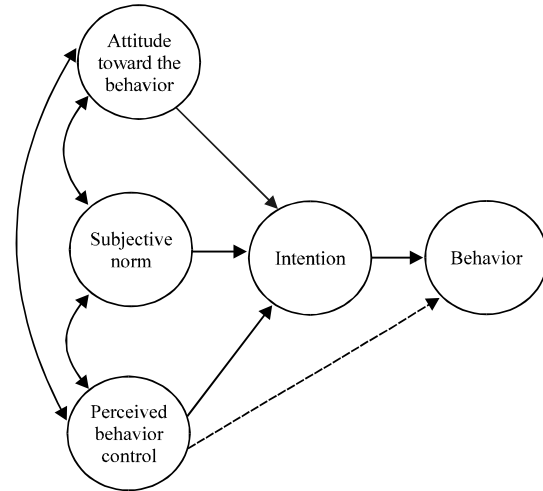 Attitude
toward the
behavior
Subjective
norm
Intention
Behavior
Perceived
behavior
control